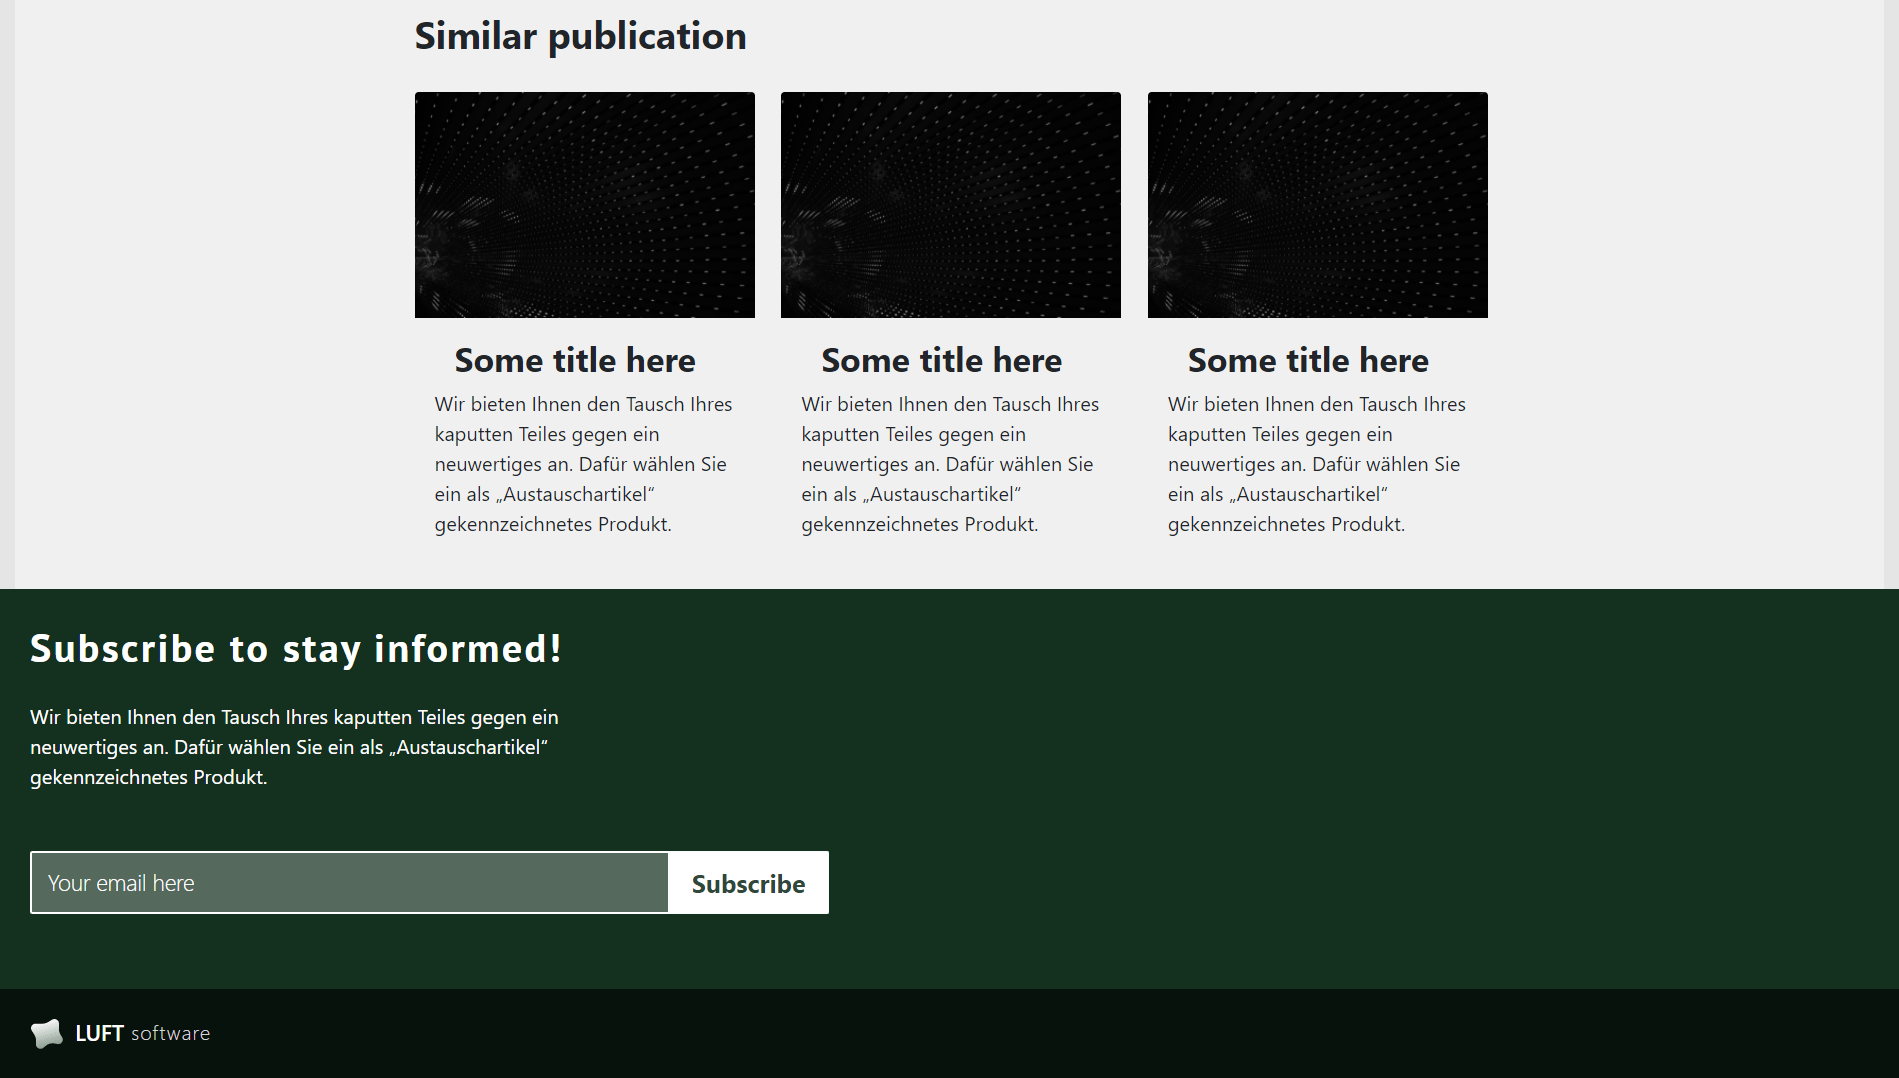 Similar publication
Some title here
Wir bieten Ihnen den Tausch Ihres
kaputten Teiles gegen ein
neuwertiges an. Dafür wählen Sie
ein als „Austauschartikel“
gekennzeichnetes Produkt.
Some title here
Wir bieten Ihnen den Tausch Ihres
kaputten Teiles gegen ein
neuwertiges an. Dafür wählen Sie
ein als „Austauschartikel“
gekennzeichnetes Produkt.
Some title here
Wir bieten Ihnen den Tausch Ihres
kaputten Teiles gegen ein
neuwertiges an. Dafür wählen Sie
ein als „Austauschartikel“
gekennzeichnetes Produkt.
Subscribe to stay informed!
Wir bieten Ihnen den Tausch Ihres kaputten Teiles gegen ein
neuwertiges an. Dafür wählen Sie ein als „Austauschartikel“
gekennzeichnetes Produkt.
Your email here
Subscribe
LUFT software